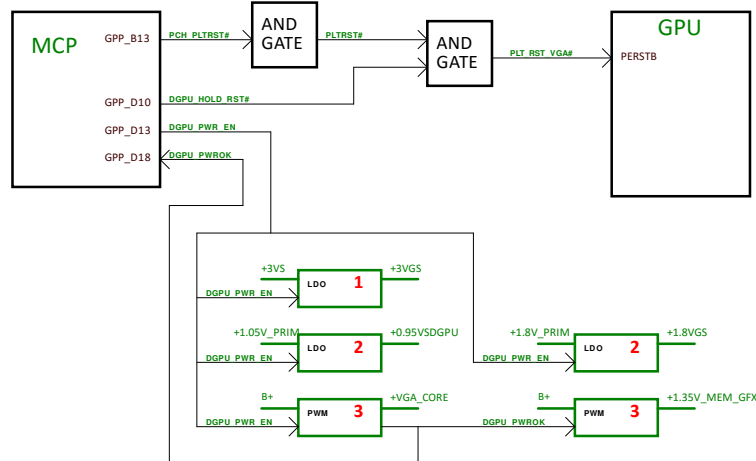 MCP
GPP_B13
PCH_PLTRST#
AND
GATE
PLTRST#
AND
GATE
PLT_RST_VGA#
GPU
PERSTB
GPP_D10
DGPU_HOLD_RST#
GPP_D13
DGPU_PWR_EN
GPP_D18
DGPU_PWROK
+3VS
LDO
1
+3VGS
DGPU_PWR_EN
+1.05V_PRIM
LDO
2
+0.95VSDGPU
DGPU_PWR_EN
+1.8V_PRIM
LDO
2
+1.8VGS
DGPU_PWR_EN
B+
PWM
3
+VGA_CORE
DGPU_PWR_EN
B+
PWM
3
+1.35V_MEM_GFX
DGPU_PWROK